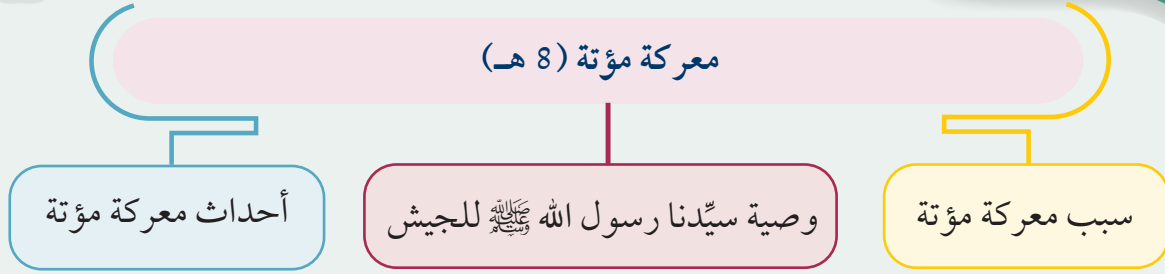 معركة مؤتة (8 هـ)
سبب معركة مؤتة
وصية سيِّدنا رسول الله ﷺ للجيش
أحداث معركة مؤتة